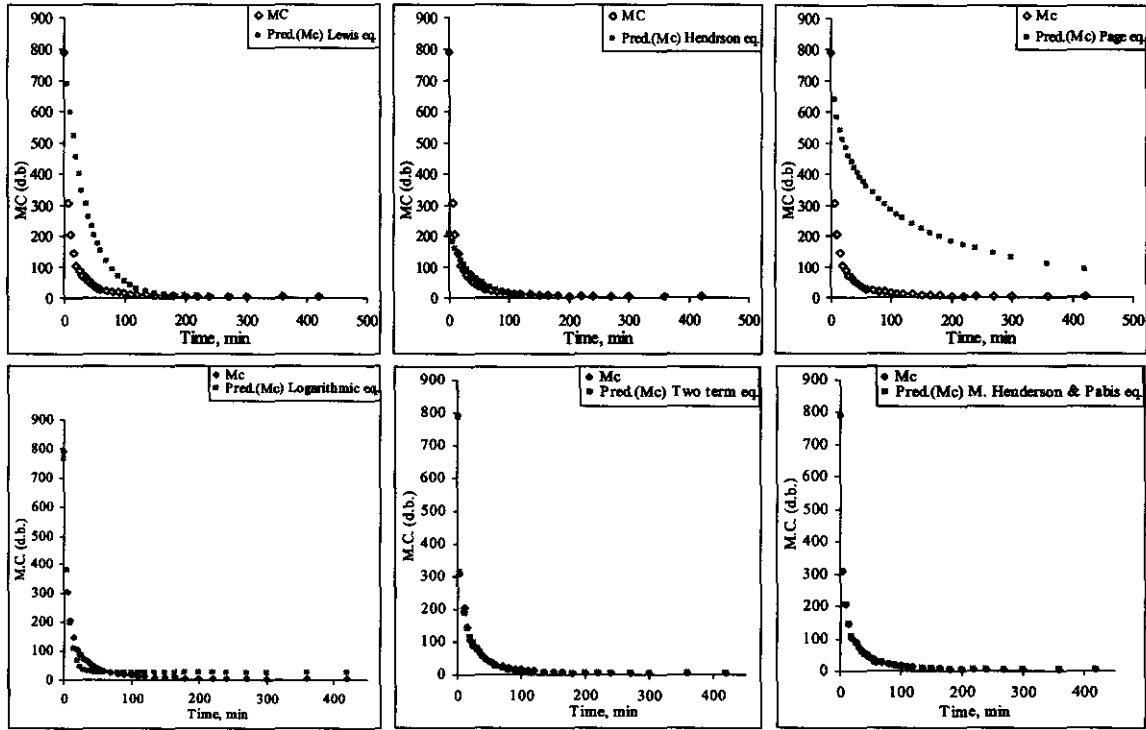 MC
Pred.(Mc) Lewis eq.
900
800
700
600
500
400
300
200
100
0
MC (d.b)
0 100 200 300 400 500
Time, min
MC
Pred.(Mc) Hendrson eq.
900
800
700
600
500
400
300
200
100
0
MC (d.b)
0 100 200 300 400 500
Time, min
Mc
Pred.(Mc) Page eq.
900
800
700
600
500
400
300
200
100
0
MC (d.b)
0 100 200 300 400 500
Time, min
Mc
Pred.(Mc) Logarithmic eq.
900
800
700
600
500
400
300
200
100
0
M.C. (d.b.)
0 100 200 300 400
Time, min
Mc
Pred.(Mc) Two term eq.
900
800
700
600
500
400
300
200
100
0
M.C. (d.b.)
0 100 200 300 400
Time, min
Mc
Pred.(Mc) M. Henderson & Pabis eq.
900
800
700
600
500
400
300
200
100
0
M.C. (d.b.)
0 100 200 300 400 500
Time, min